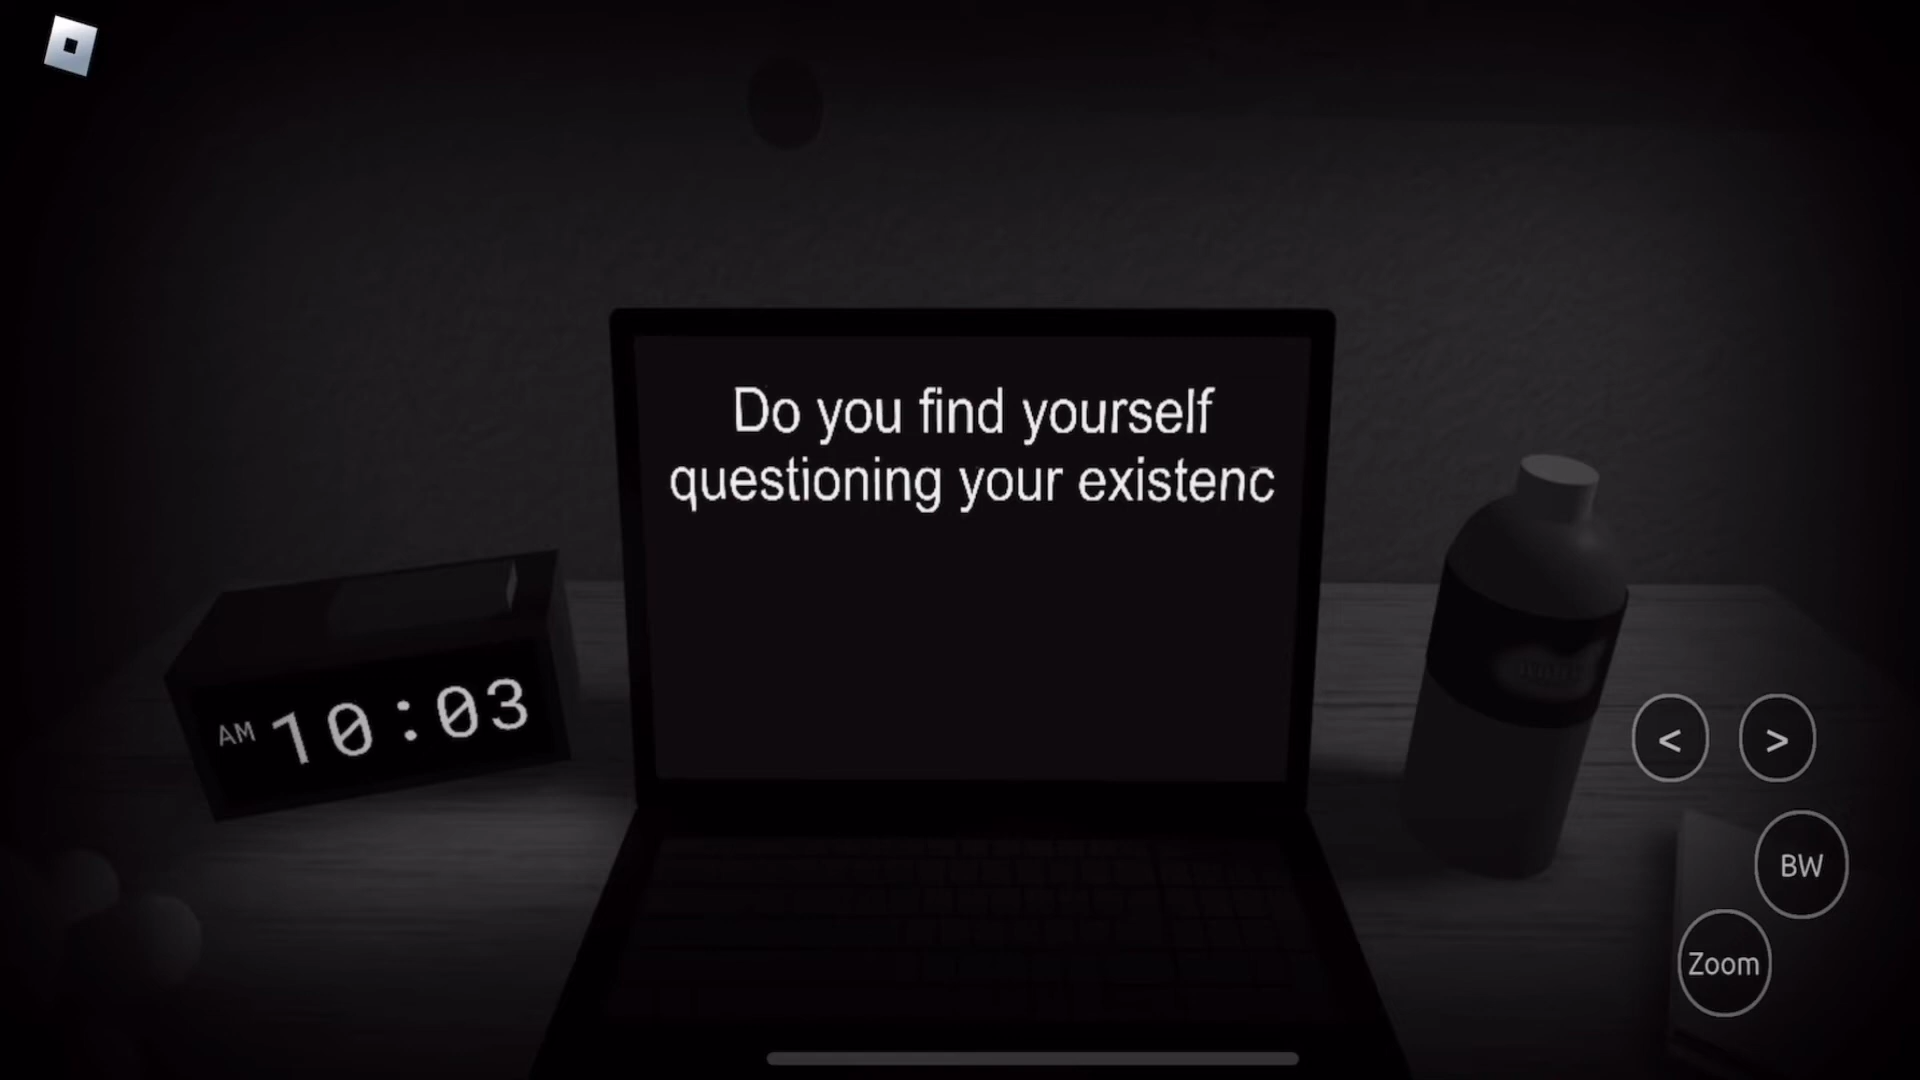 Do you find yourself
questioning your existenc
AM 10:03
< >
BW
Zoom